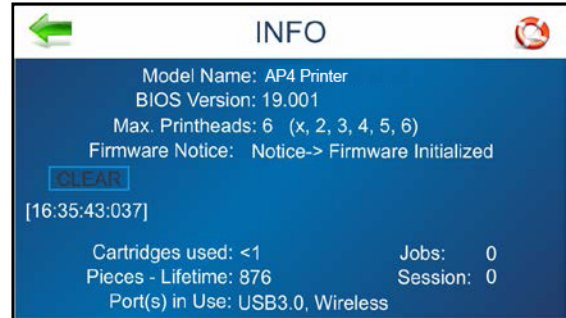 INFO
Model Name: AP4 Printer
BIOS Version: 19.001
Max. Printheads: 6 (x, 2, 3, 4, 5, 6)
Firmware Notice: Notice-> Firmware Initialized
CLEAR
[16:35:43:037]
Cartridges used: <1 Jobs: 0
Pieces - Lifetime: 876 Session: 0
Port(s) in Use: USB3.0, Wireless